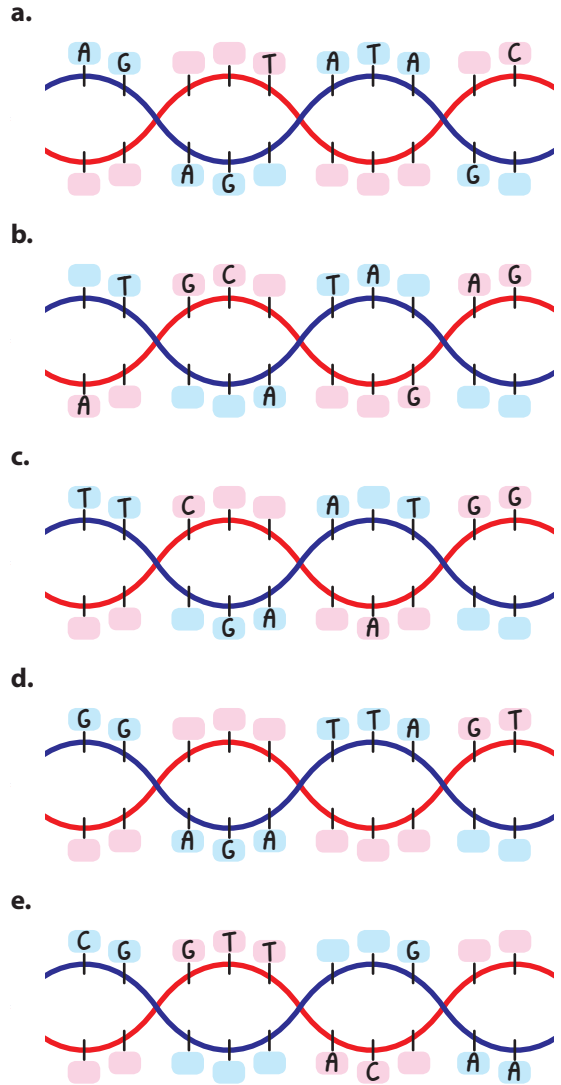 a.
A G T A T A C
A G G
b.
T G C T A A G
A A G
c.
T T C A T G G
G A A
d.
G G T T A G T
A G A
e.
C G G T T G
A C A A